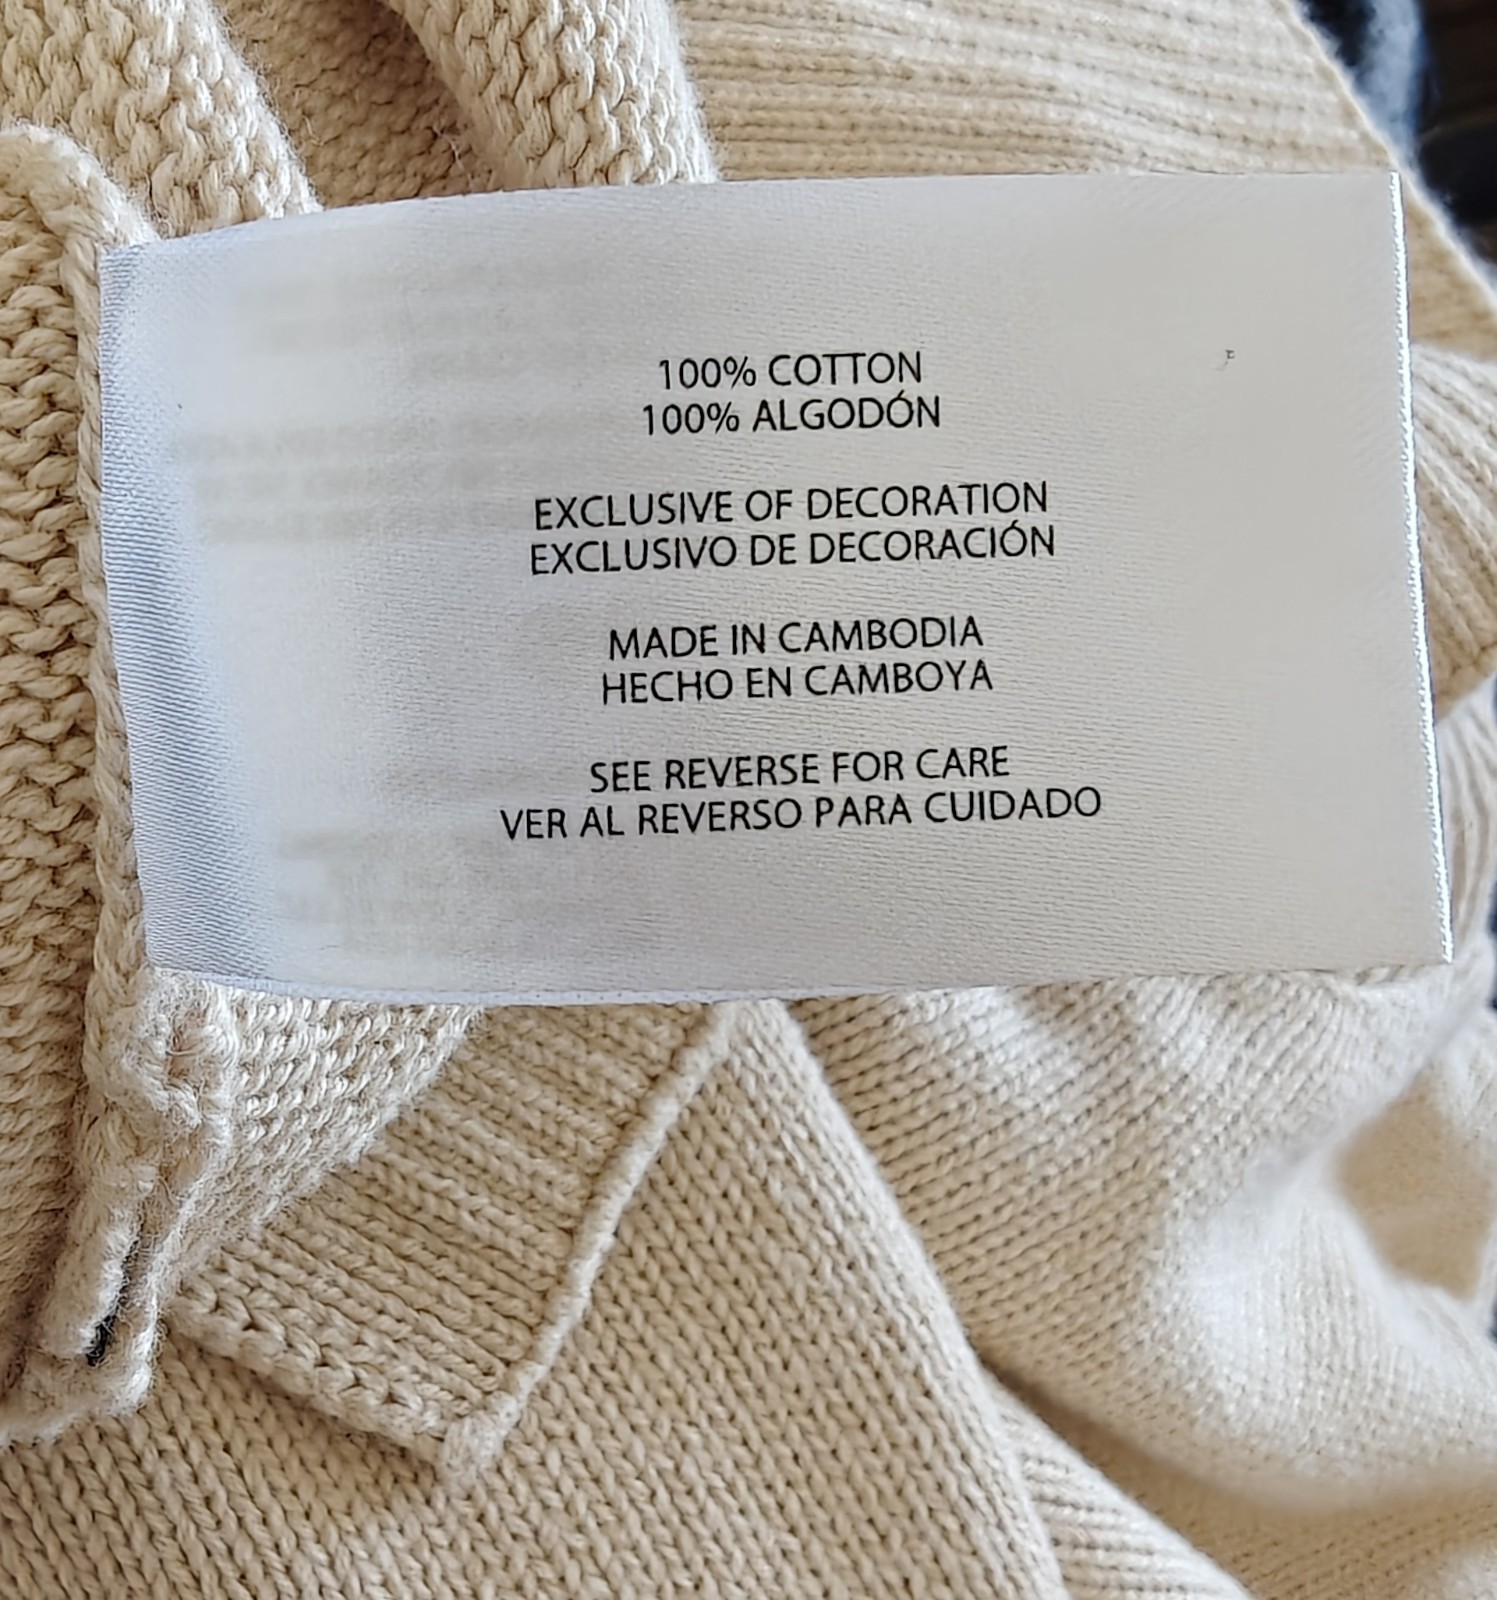 100% COTTON
100% ALGODÓN
EXCLUSIVE OF DECORATION
EXCLUSIVO DE DECORACIÓN
MADE IN CAMBODIA
HECHO EN CAMBOYA
SEE REVERSE FOR CARE
VER AL REVERSO PARA CUIDADO